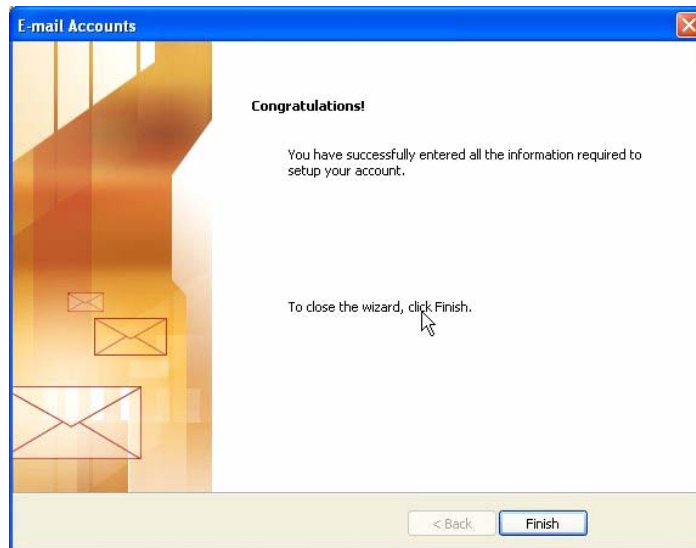 E-mail Accounts
Congratulations!
You have successfully entered all the information required to
setup your account.
To close the wizard, click Finish.
< Back
Finish